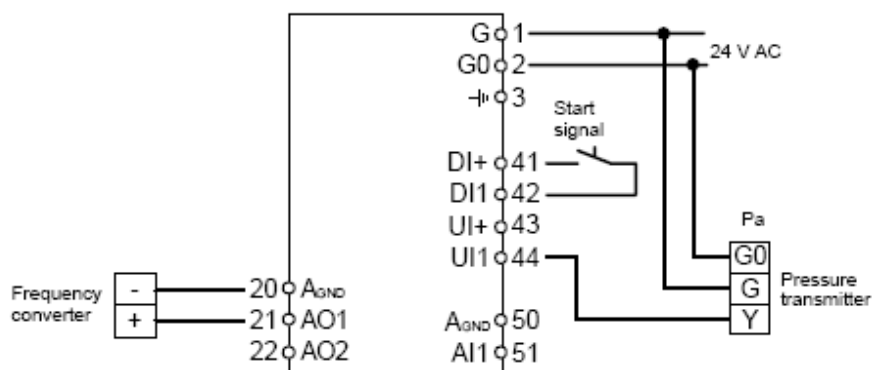 G 1
24 V AC
G0 2
3
Start
signal
DI+ 41
DI1 42
UI+ 43
Pa
UI1 44
G0
G
Y
Pressure
transmitter
Frequency
converter
-
+
20 AGND
21 AO1
22 AO2
AGND 50
AI1 51